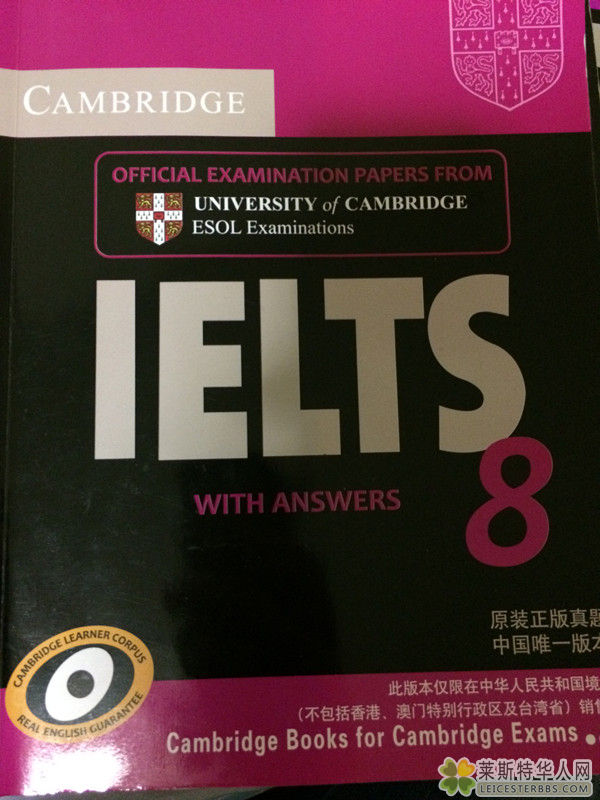 CAMBRIDGE
OFFICIAL EXAMINATION PAPERS FROM
UNIVERSITY of CAMBRIDGE
ESOL Examinations
IELTS
8
WITH ANSWERS
原装正版真题
中国唯一版本
CAMBRIDGE LEARNER CORPUS
REAL ENGLISH GUARANTEE
此版本仅限在中华人民共和国境
(不包括香港、澳门特别行政区及台湾省)销售
Cambridge Books for Cambridge Exams ..
莱斯特华人网
LEICESTERBBS.COM